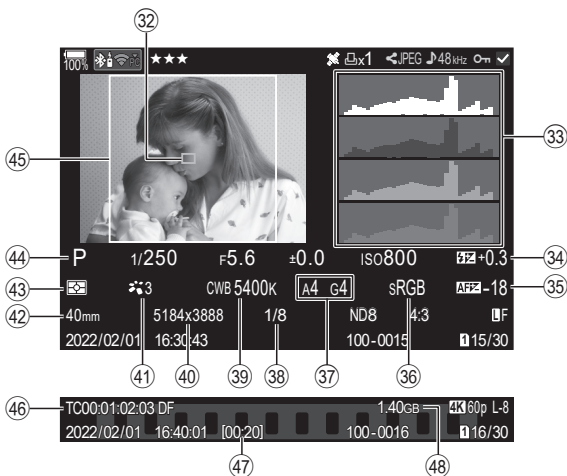 32
100% PC ★★★ x1 JPEG 48kHz ✔
33
45
44 P 1/250 F5.6 ±0.0 ISO800 +0.3 34
43 3 CWB 5400K A4 G4 sRGB AF -18 35
42 40mm 5184x3888 1/8 ND8 4:3 LF
2022/02/01 16:30:43 100-0015 1 15/30
41 40 39 38 37 36
46 TC00:01:02:03 DF 1.40GB 4K 60p L-8
2022/02/01 16:40:01 [00:20] 100-0016 1 16/30
47 48